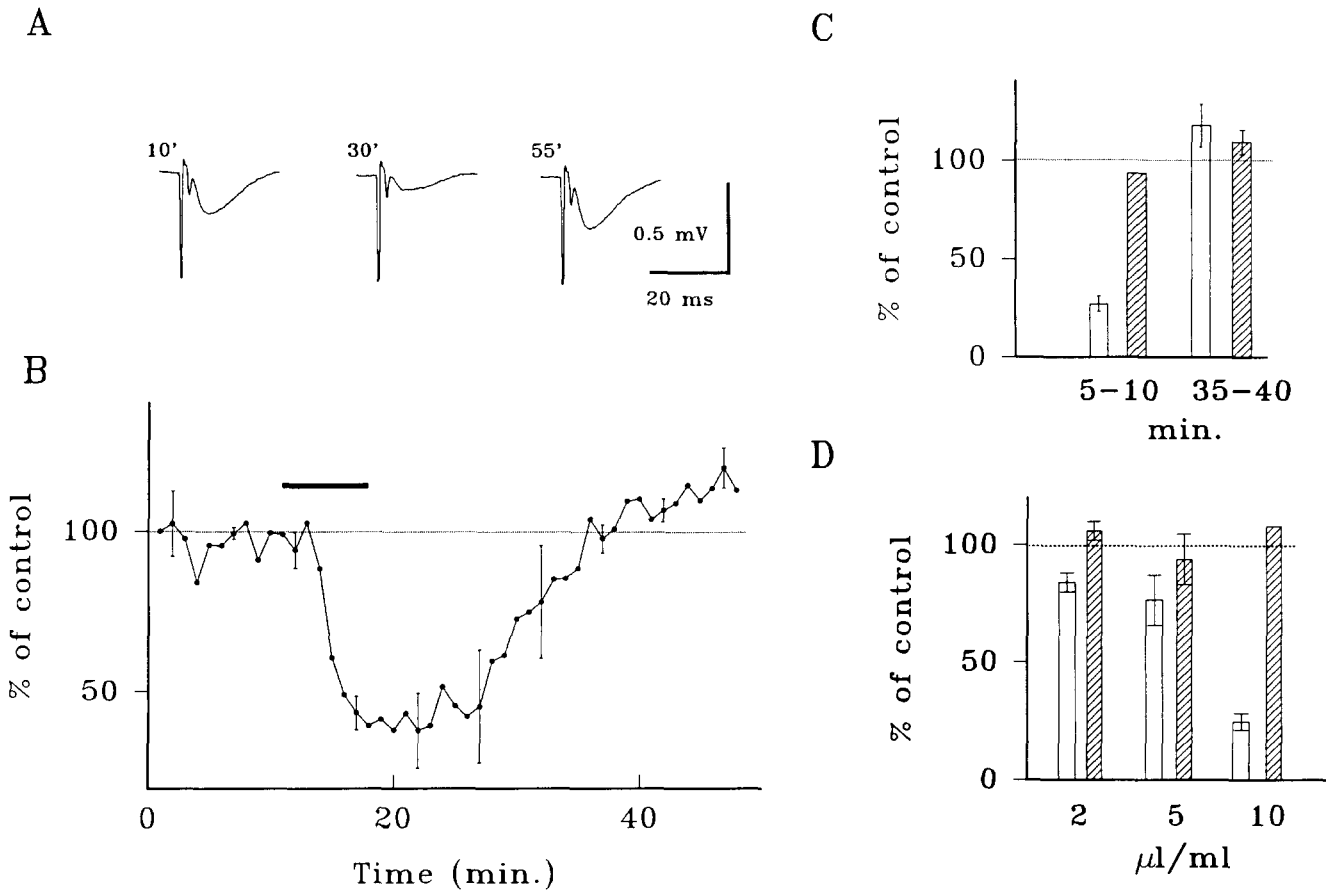 A
10' 30' 55'
0.5 mV
20 ms
B
% of control
100
50
0 20 40
Time (min.)
C
% of control
100
50
0
5-10 35-40
min.
D
% of control
100
50
0
2 5 10
μl/ml